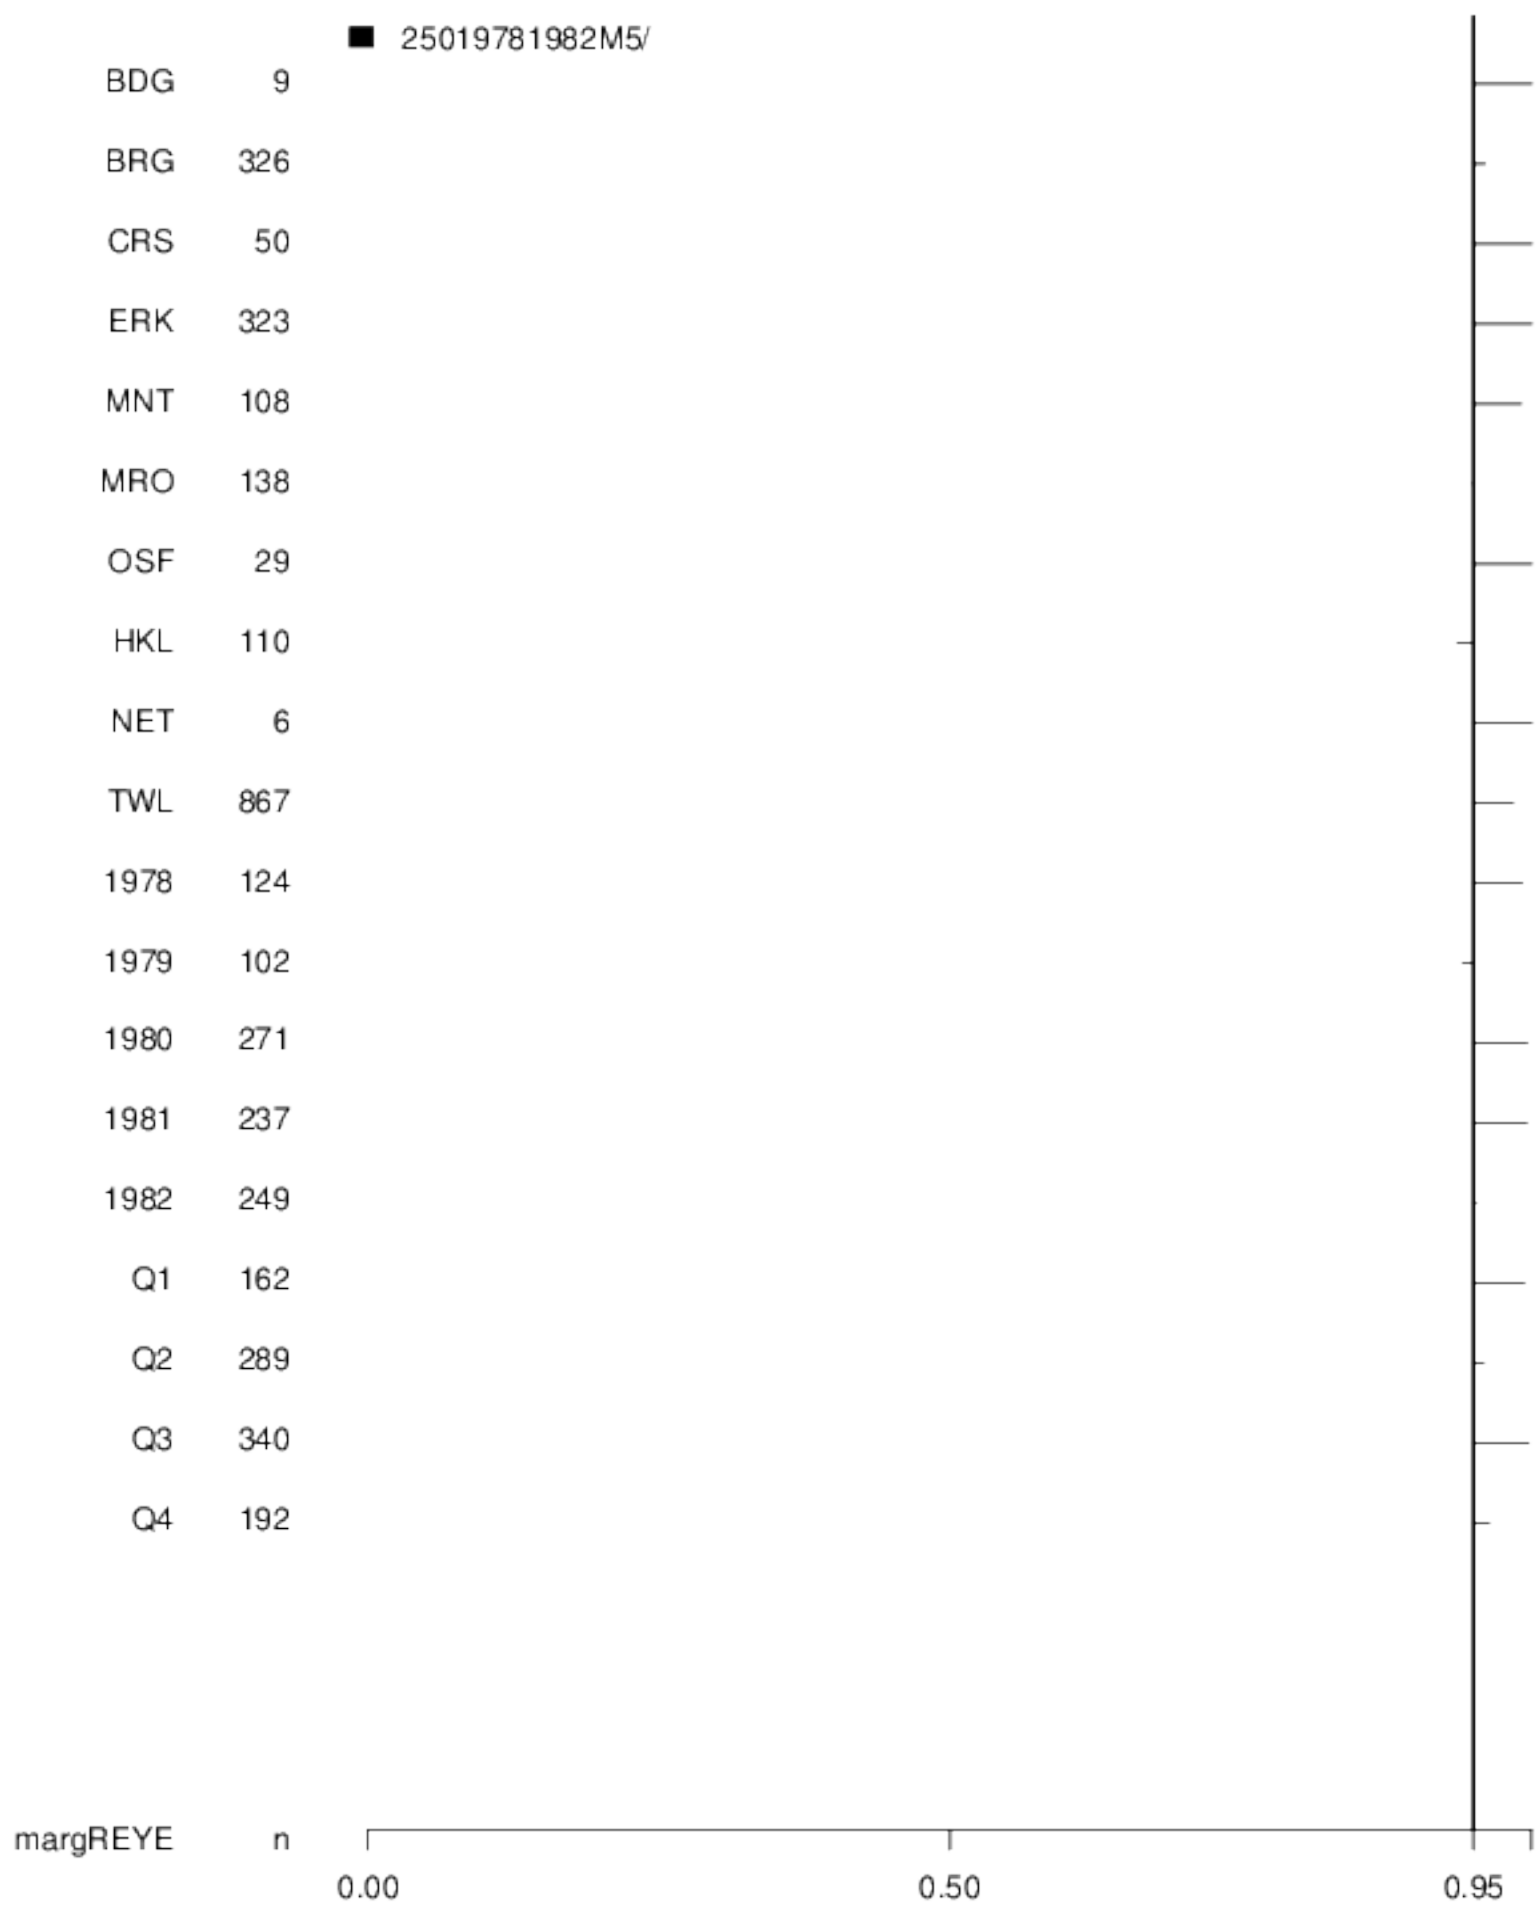 25019781982M5/
BDG 9
BRG 326
CRS 50
ERK 323
MNT 108
MRO 138
OSF 29
HKL 110
NET 6
TWL 867
1978 124
1979 102
1980 271
1981 237
1982 249
Q1 162
Q2 289
Q3 340
Q4 192
margREYE n
0.00 0.50 0.95